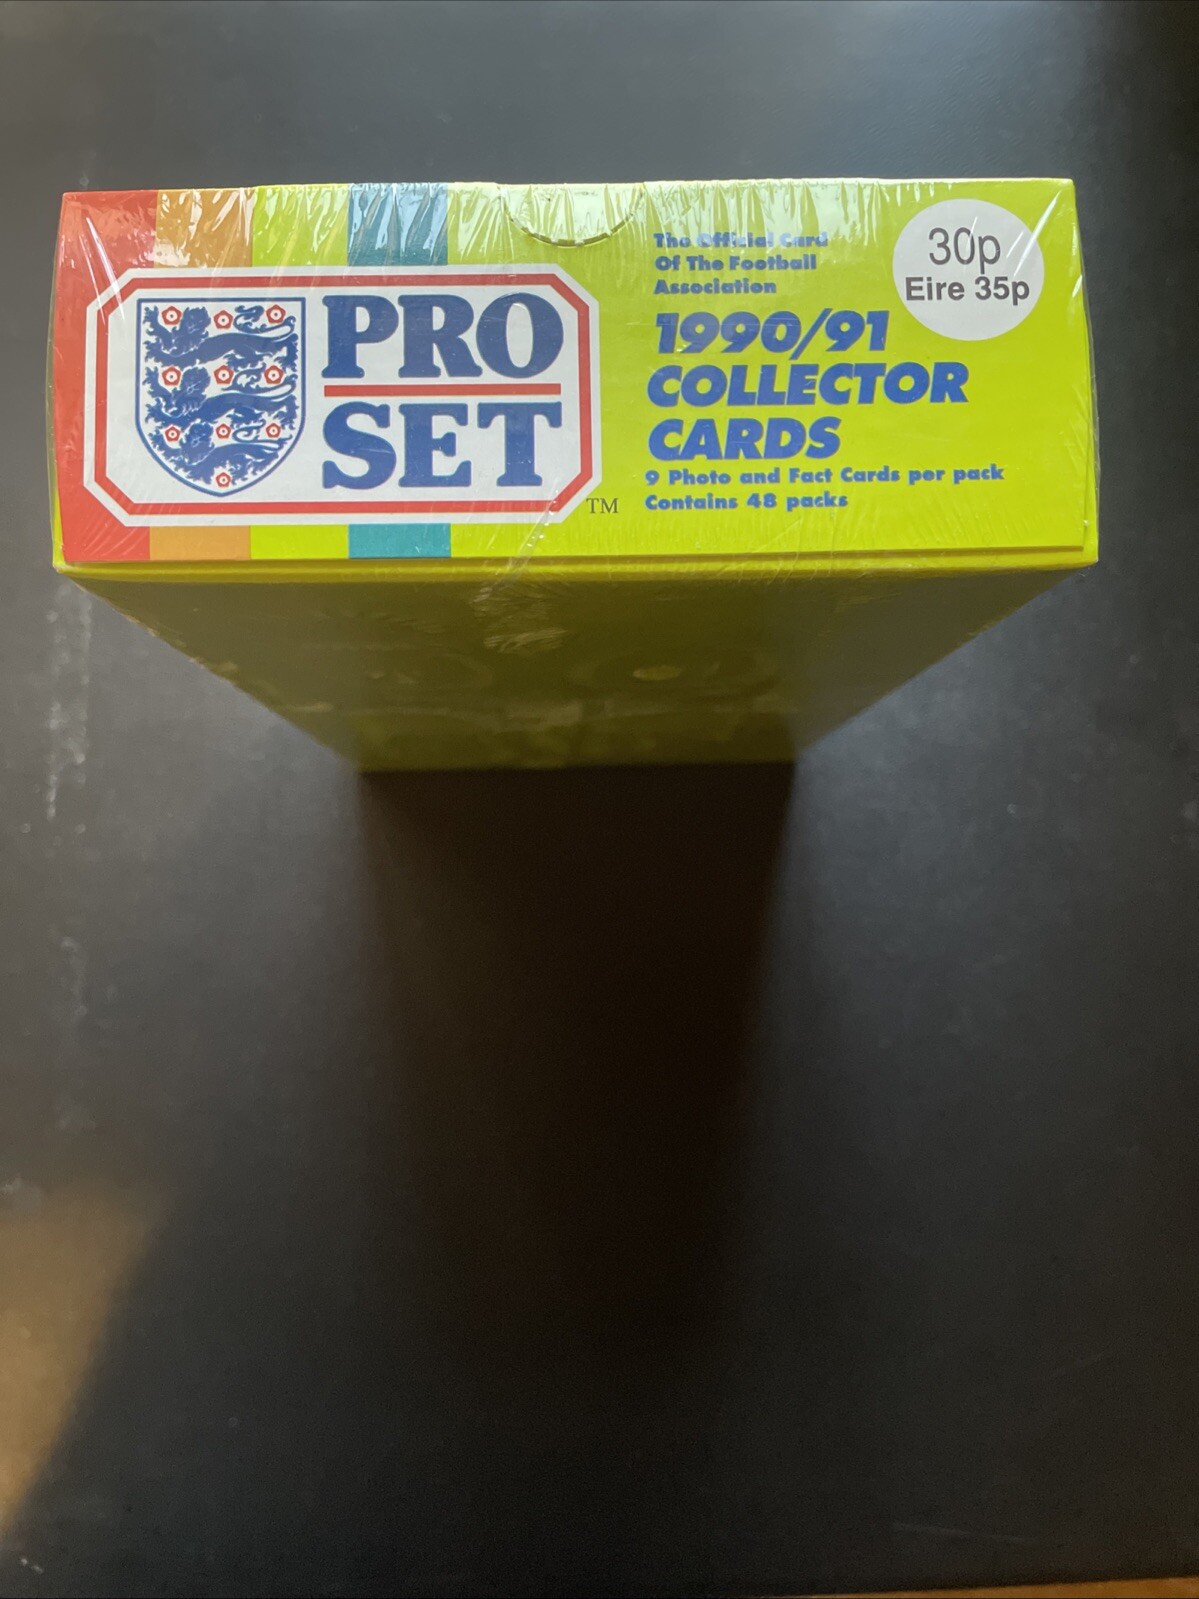 PRO
SET
TM
The Official Card
Of The Football
Association
1990/91
COLLECTOR
CARDS
9 Photo and Fact Cards per pack
Contains 48 packs
30p
Eire 35p